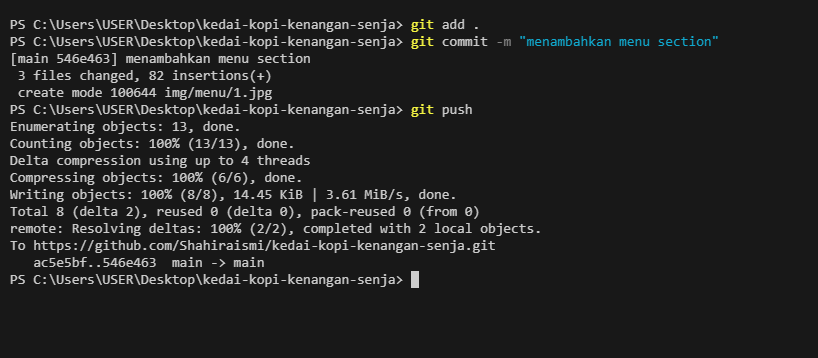 PS C:\Users\USER\Desktop\kedai-kopi-kenangan-senja> git add .
PS C:\Users\USER\Desktop\kedai-kopi-kenangan-senja> git commit -m "menambahkan menu section"
[main 546e463] menambahkan menu section
 3 files changed, 82 insertions(+)
 create mode 100644 img/menu/1.jpg
PS C:\Users\USER\Desktop\kedai-kopi-kenangan-senja> git push
Enumerating objects: 13, done.
Counting objects: 100% (13/13), done.
Delta compression using up to 4 threads
Compressing objects: 100% (6/6), done.
Writing objects: 100% (8/8), 14.45 KiB | 3.61 MiB/s, done.
Total 8 (delta 2), reused 0 (delta 0), pack-reused 0 (from 0)
remote: Resolving deltas: 100% (2/2), completed with 2 local objects.
To https://github.com/Shahiraismi/kedai-kopi-kenangan-senja.git
   ac5e5bf..546e463  main -> main
PS C:\Users\USER\Desktop\kedai-kopi-kenangan-senja>